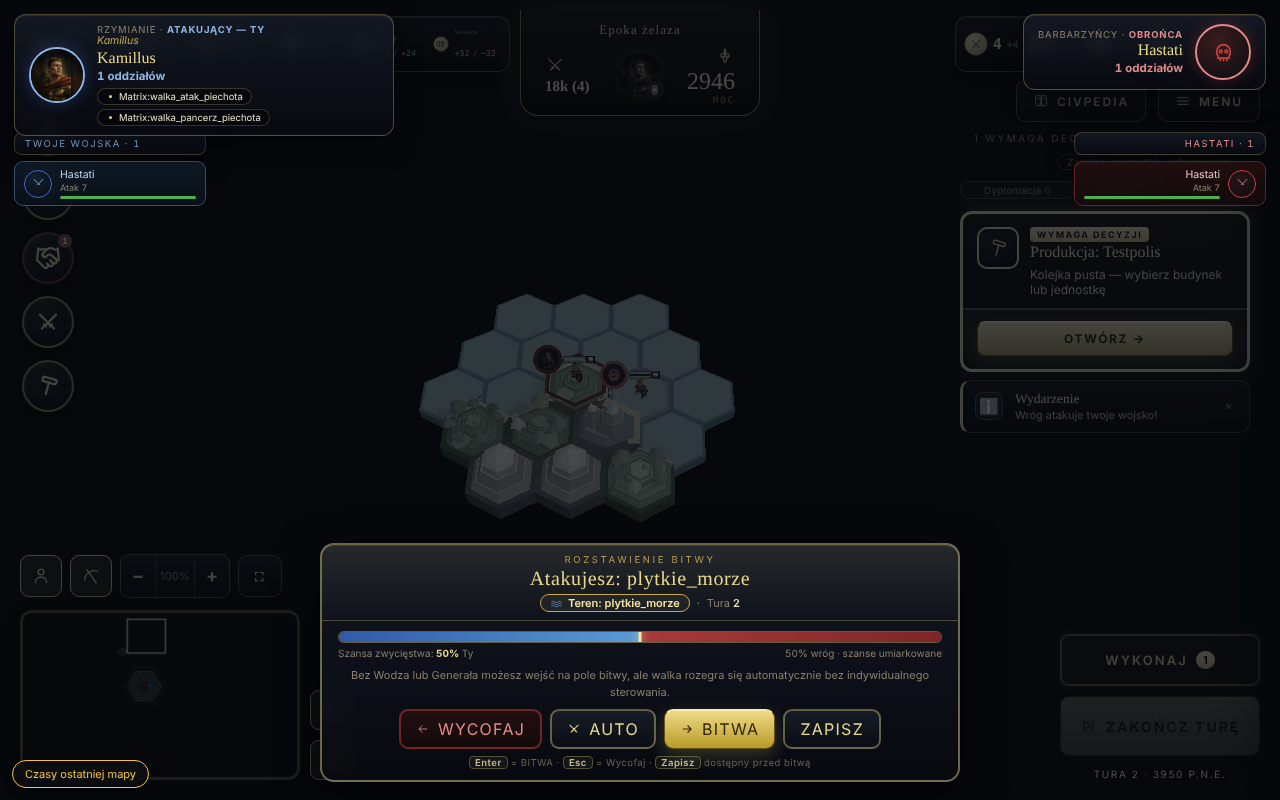 RZYMIANIE · ATAKUJĄCY — TY
Kamillus
Kamillus
1 oddziałów
• Matrix:walka_atak_piechota
• Matrix:walka_pancerz_piechota
TWOJE WOJSKA · 1
Hastati
Atak 7
+24
+52 / −33
Epoka żelaza
18k (4)
2946
MOC
4 +4
BARBARZYŃCY · OBROŃCA
Hastati
1 oddziałów
CIVPEDIA
MENU
HASTATI · 1
Hastati
Atak 7
Dyplomacja 0
WYMAGA DECYZJI
Produkcja: Testpolis
Kolejka pusta — wybierz budynek
lub jednostkę
OTWÓRZ →
Wydarzenie
Wróg atakuje twoje wojsko!
×
1
− 100% +
ROZSTAWIENIE BITWY
Atakujesz: plytkie_morze
Teren: plytkie_morze · Tura 2
Szansa zwycięstwa: 50% Ty
50% wróg · szanse umiarkowane
Bez Wodza lub Generała możesz wejść na pole bitwy, ale walka rozegra się automatycznie bez indywidualnego
sterowania.
← WYCOFAJ
AUTO
→ BITWA
ZAPISZ
Enter = BITWA · Esc = Wycofaj · Zapisz dostępny przed bitwą
WYKONAJ 1
ZAKOŃCZ TURĘ
TURA 2 · 3950 P.N.E.
Czasy ostatniej mapy